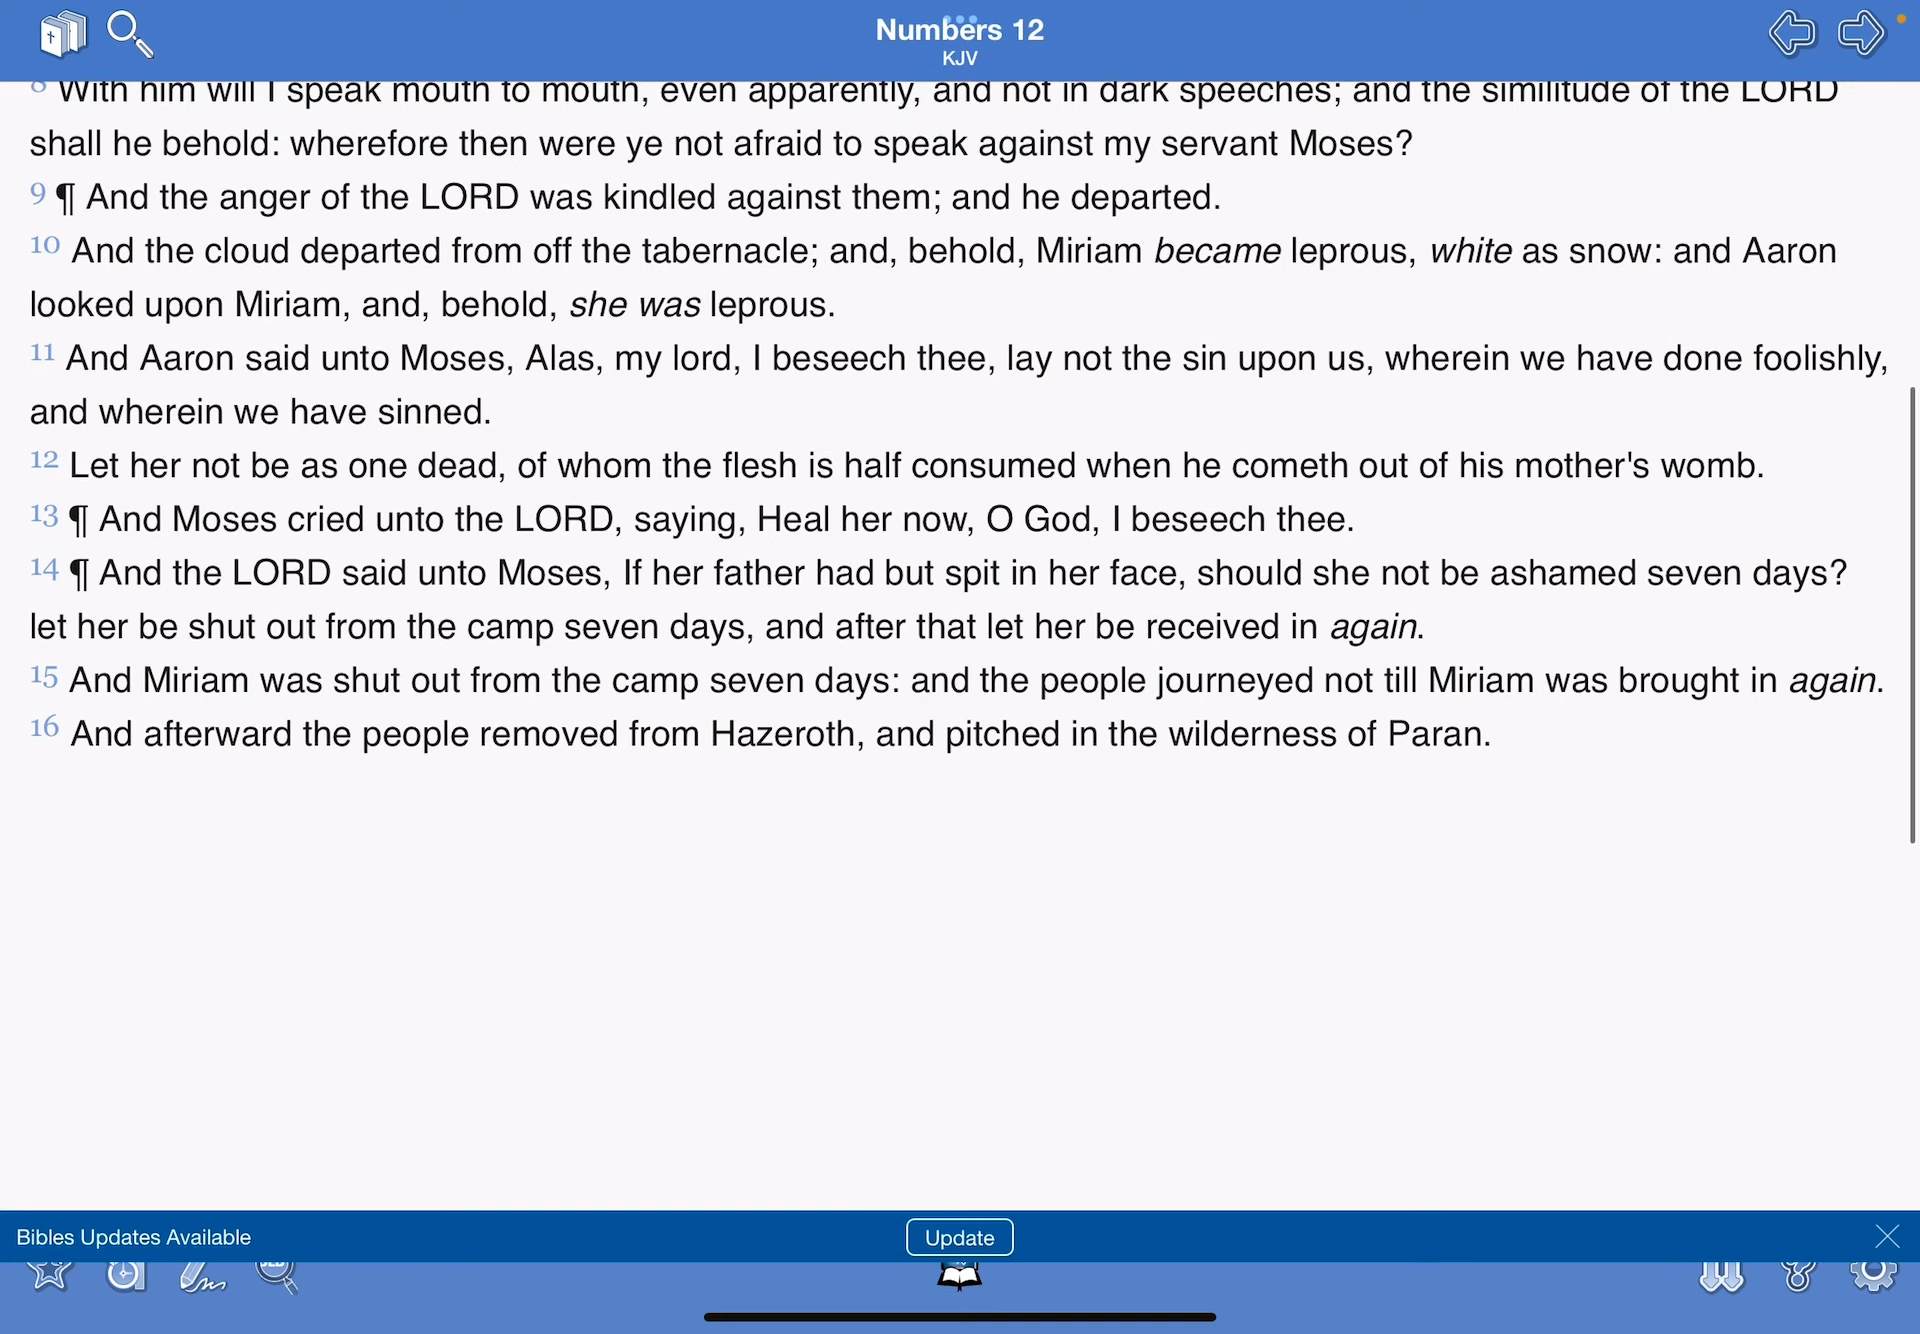 Numbers 12
KJV
8 With him will I speak mouth to mouth, even apparently, and not in dark speeches; and the similitude of the LORD
shall he behold: wherefore then were ye not afraid to speak against my servant Moses?
9 ¶ And the anger of the LORD was kindled against them; and he departed.
10 And the cloud departed from off the tabernacle; and, behold, Miriam became leprous, white as snow: and Aaron
looked upon Miriam, and, behold, she was leprous.
11 And Aaron said unto Moses, Alas, my lord, I beseech thee, lay not the sin upon us, wherein we have done foolishly,
and wherein we have sinned.
12 Let her not be as one dead, of whom the flesh is half consumed when he cometh out of his mother's womb.
13 ¶ And Moses cried unto the LORD, saying, Heal her now, O God, I beseech thee.
14 ¶ And the LORD said unto Moses, If her father had but spit in her face, should she not be ashamed seven days?
let her be shut out from the camp seven days, and after that let her be received in again.
15 And Miriam was shut out from the camp seven days: and the people journeyed not till Miriam was brought in again.
16 And afterward the people removed from Hazeroth, and pitched in the wilderness of Paran.
Bibles Updates Available
Update